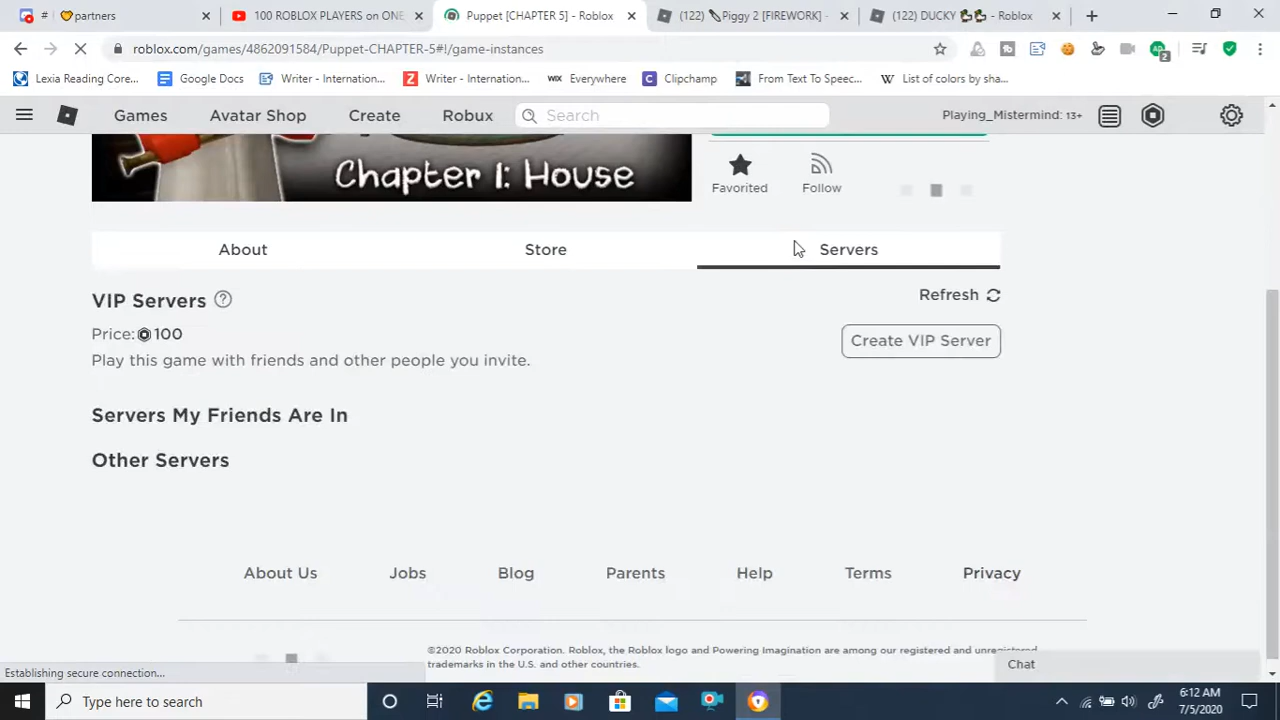 # 🧡partners
100 ROBLOX PLAYERS on ONE
Puppet [CHAPTER 5] - Roblox
(122) 🔪Piggy 2 [FIREWORK] -
(122) DUCKY 🦆🦆 - Roblox
roblox.com/games/4862091584/Puppet-CHAPTER-5#!/game-instances
2
Lexia Reading Core...
Google Docs
Writer - Internation...
Writer - Internation...
WIX Everywhere
Clipchamp
From Text To Speec...
W List of colors by sha...
Games
Avatar Shop
Create
Robux
Search
Playing_Mistermind: 13+
Chapter 1: House
Favorited
Follow
About
Store
Servers
VIP Servers ?
Refresh
Price: 100
Create VIP Server
Play this game with friends and other people you invite.
Servers My Friends Are In
Other Servers
About Us
Jobs
Blog
Parents
Help
Terms
Privacy
©2020 Roblox Corporation. Roblox, the Roblox logo and Powering Imagination are among our registered and unregistered
trademarks in the U.S. and other countries.
Chat
Establishing secure connection...
Type here to search
6:12 AM
7/5/2020